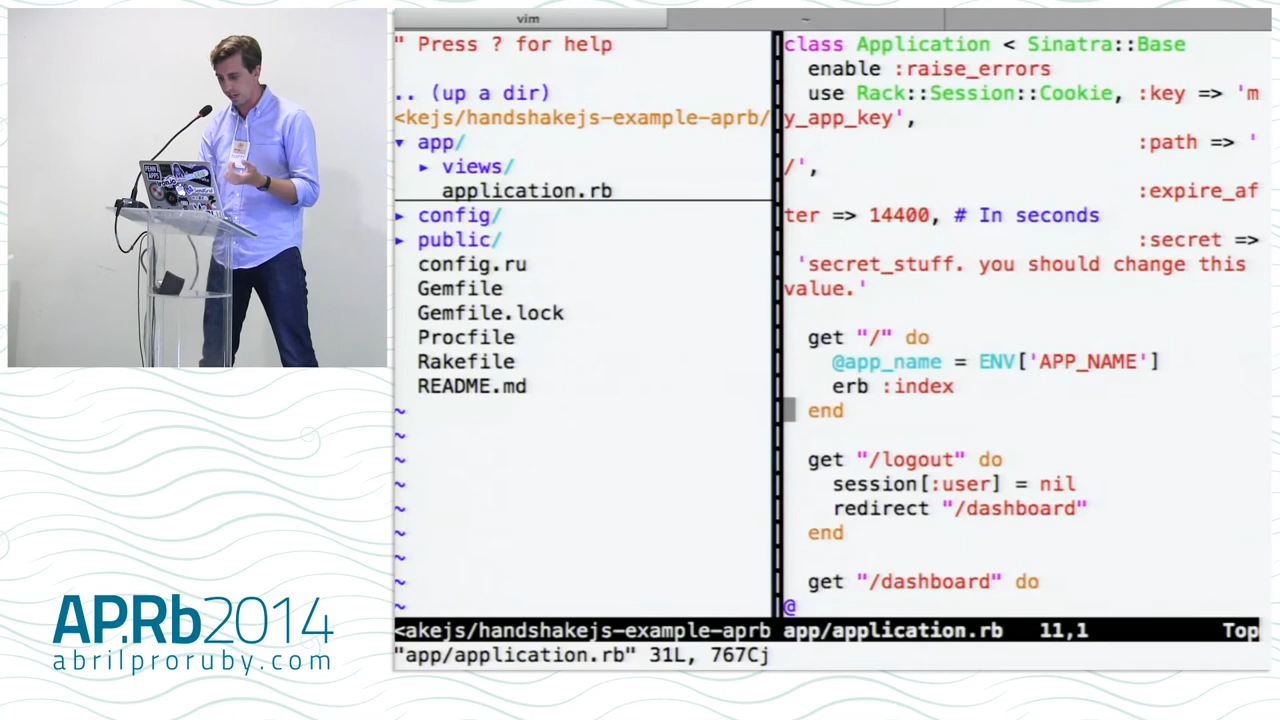 vim
~
" Press ? for help
.. (up a dir)
<kejs/handshakejs-example-aprb/
▾ app/
▸ views/
application.rb
▸ config/
▸ public/
config.ru
Gemfile
Gemfile.lock
Procfile
Rakefile
README.md
~
~
~
~
~
~
~
~
~
<akejs/handshakejs-example-aprb
class Application < Sinatra::Base
enable :raise_errors
use Rack::Session::Cookie, :key => 'm
y_app_key',
:path => '
/',
:expire_af
ter => 14400, # In seconds
:secret =>
'secret_stuff. you should change this
value.'
get "/" do
@app_name = ENV['APP_NAME']
erb :index
end
get "/logout" do
session[:user] = nil
redirect "/dashboard"
end
get "/dashboard" do
@
app/application.rb 11,1 Top
"app/application.rb" 31L, 767Cj
AP.Rb2014
abrilproruby.com